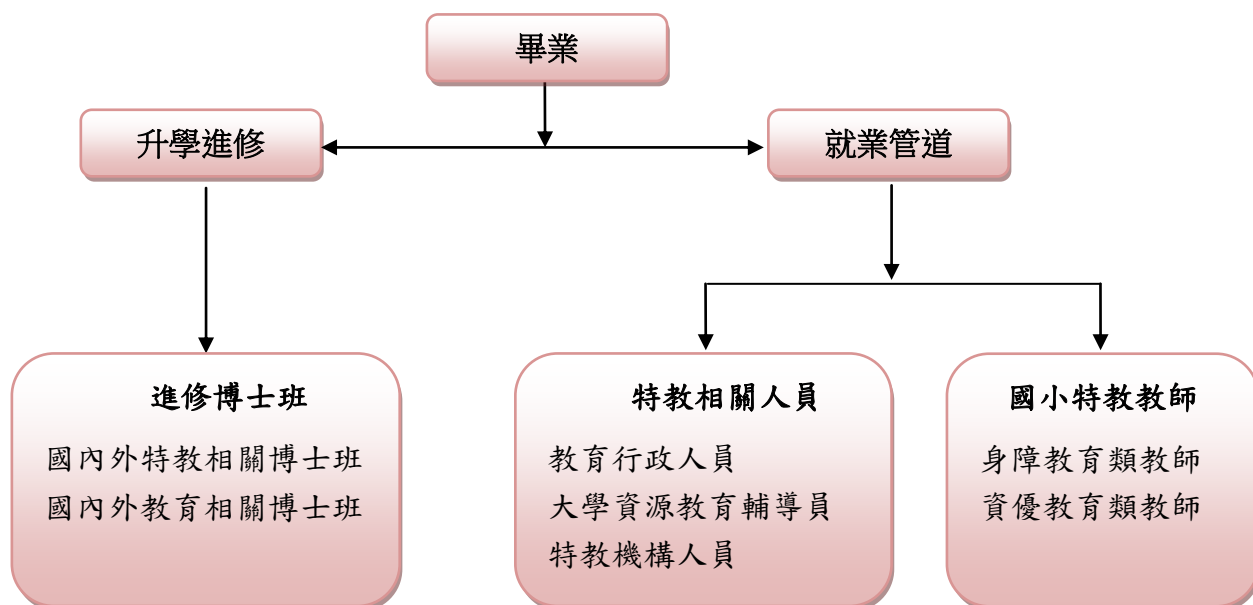 畢業
升學進修
就業管道
進修博士班
國內外特教相關博士班
國內外教育相關博士班
特教相關人員
教育行政人員
大學資源教育輔導員
特教機構人員
國小特教教師
身障教育類教師
資優教育類教師